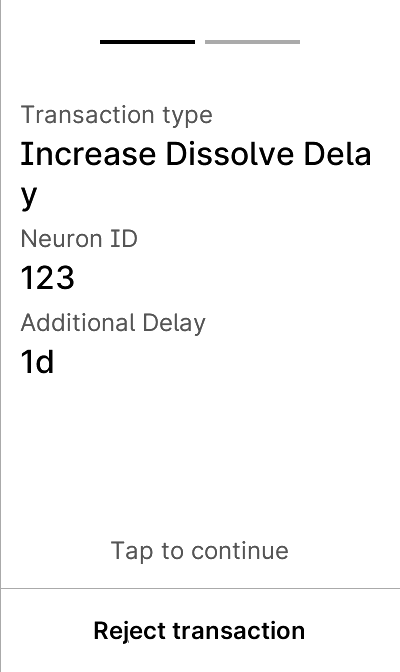 Transaction type
Increase Dissolve Dela
y
Neuron ID
123
Additional Delay
1d
Tap to continue
Reject transaction